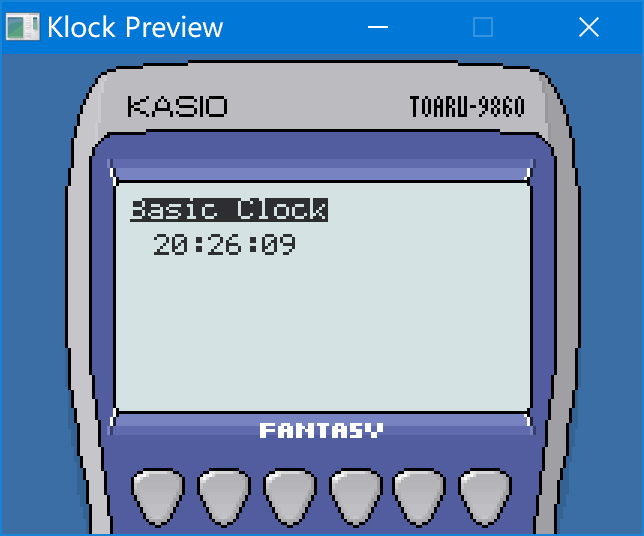 Klock Preview
KASIO TOARU-9860
Basic Clock
20:26:09
FANTASY